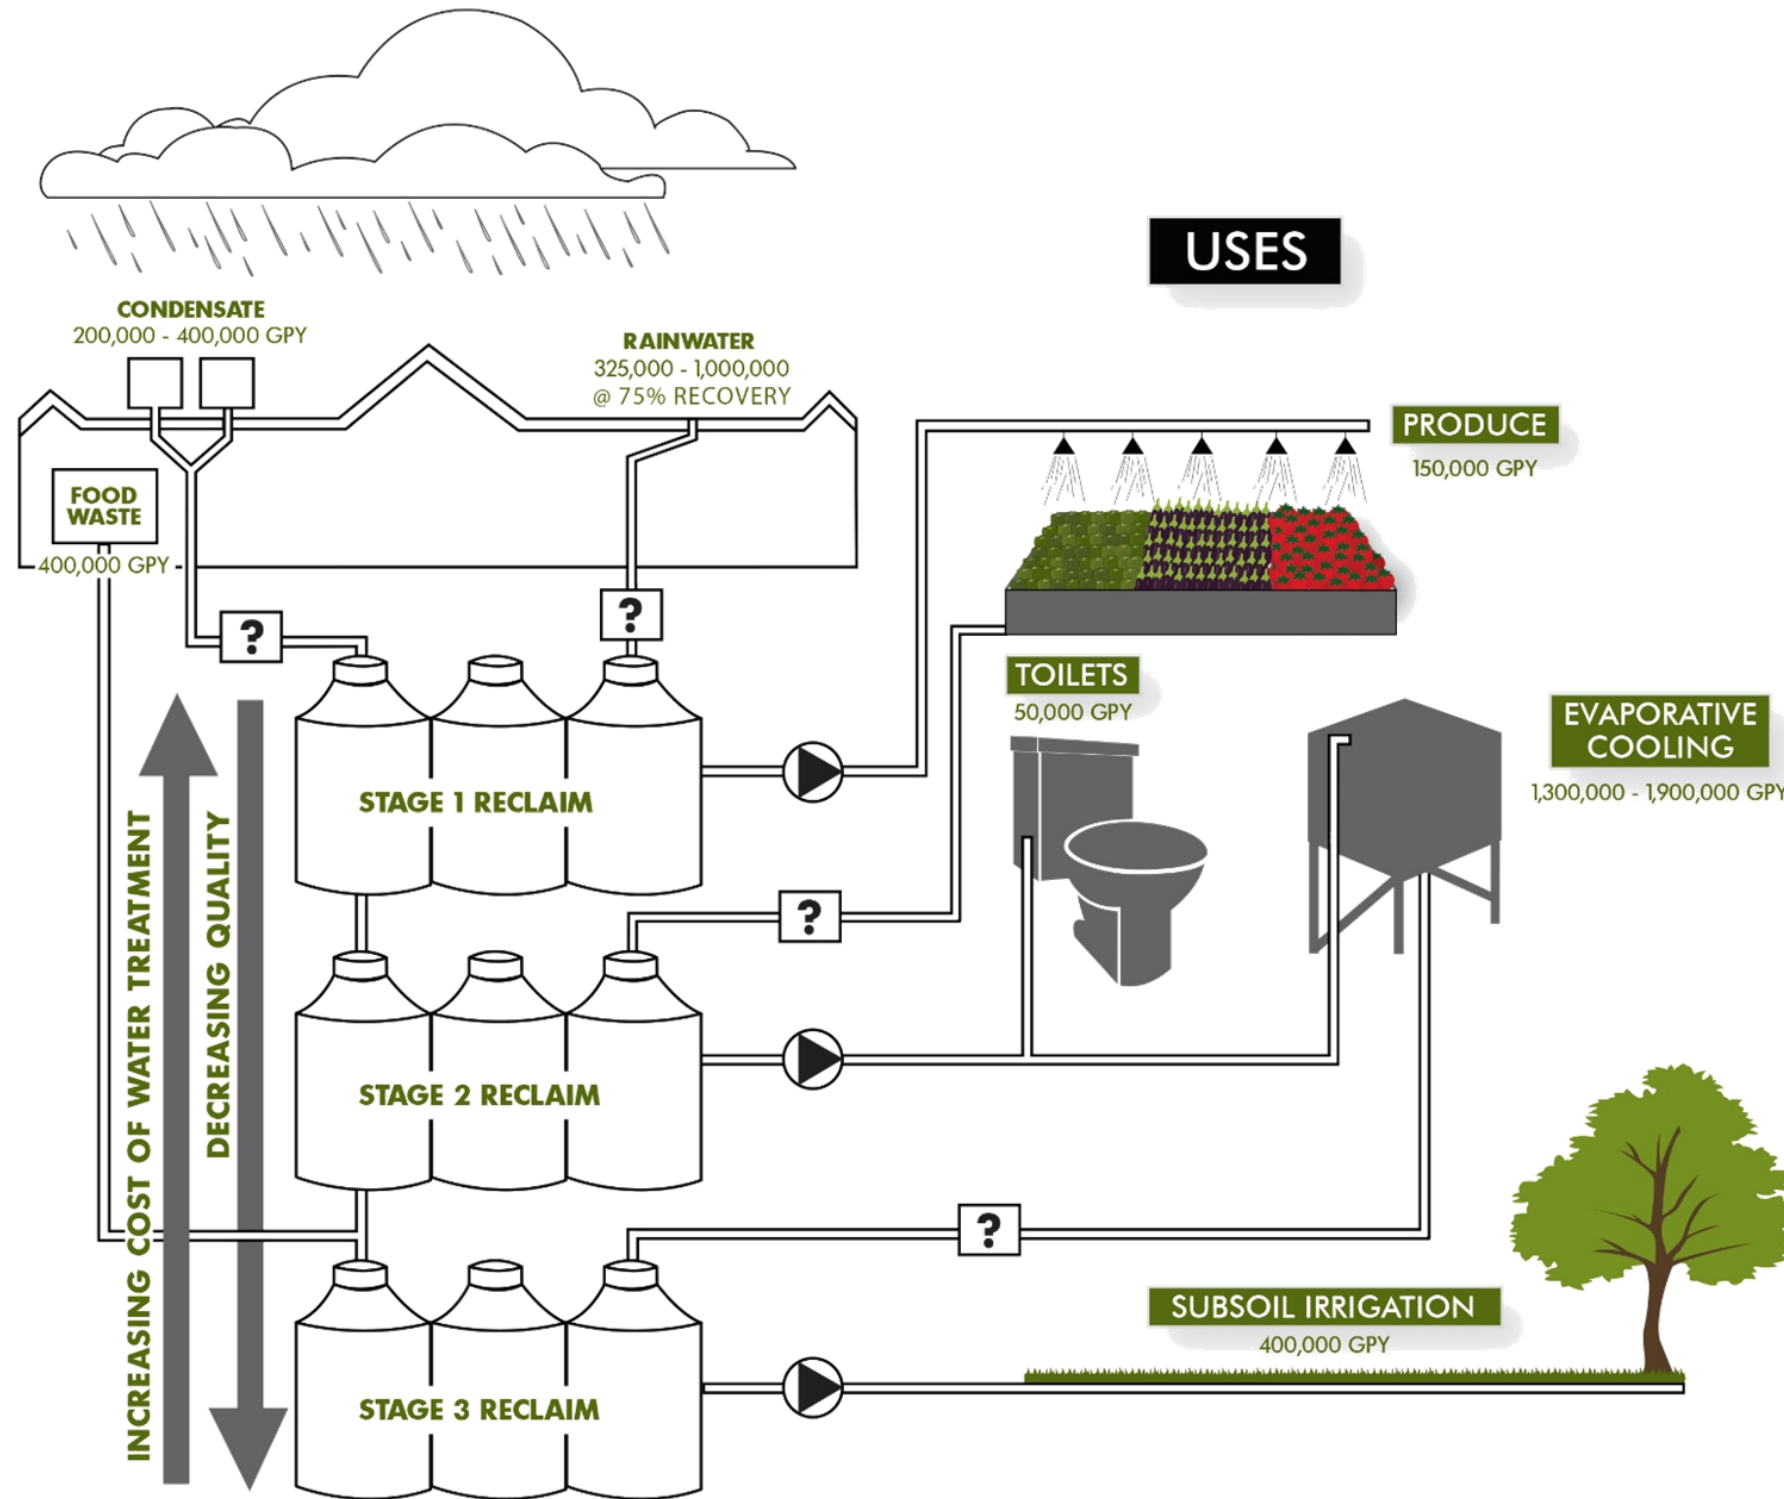 USES
CONDENSATE
200,000 - 400,000 GPY
RAINWATER
325,000 - 1,000,000
@ 75% RECOVERY
FOOD
WASTE
400,000 GPY
PRODUCE
150,000 GPY
?
?
TOILETS
50,000 GPY
EVAPORATIVE
COOLING
1,300,000 - 1,900,000 GPY
STAGE 1 RECLAIM
?
INCREASING COST OF WATER TREATMENT
DECREASING QUALITY
STAGE 2 RECLAIM
?
SUBSOIL IRRIGATION
400,000 GPY
STAGE 3 RECLAIM